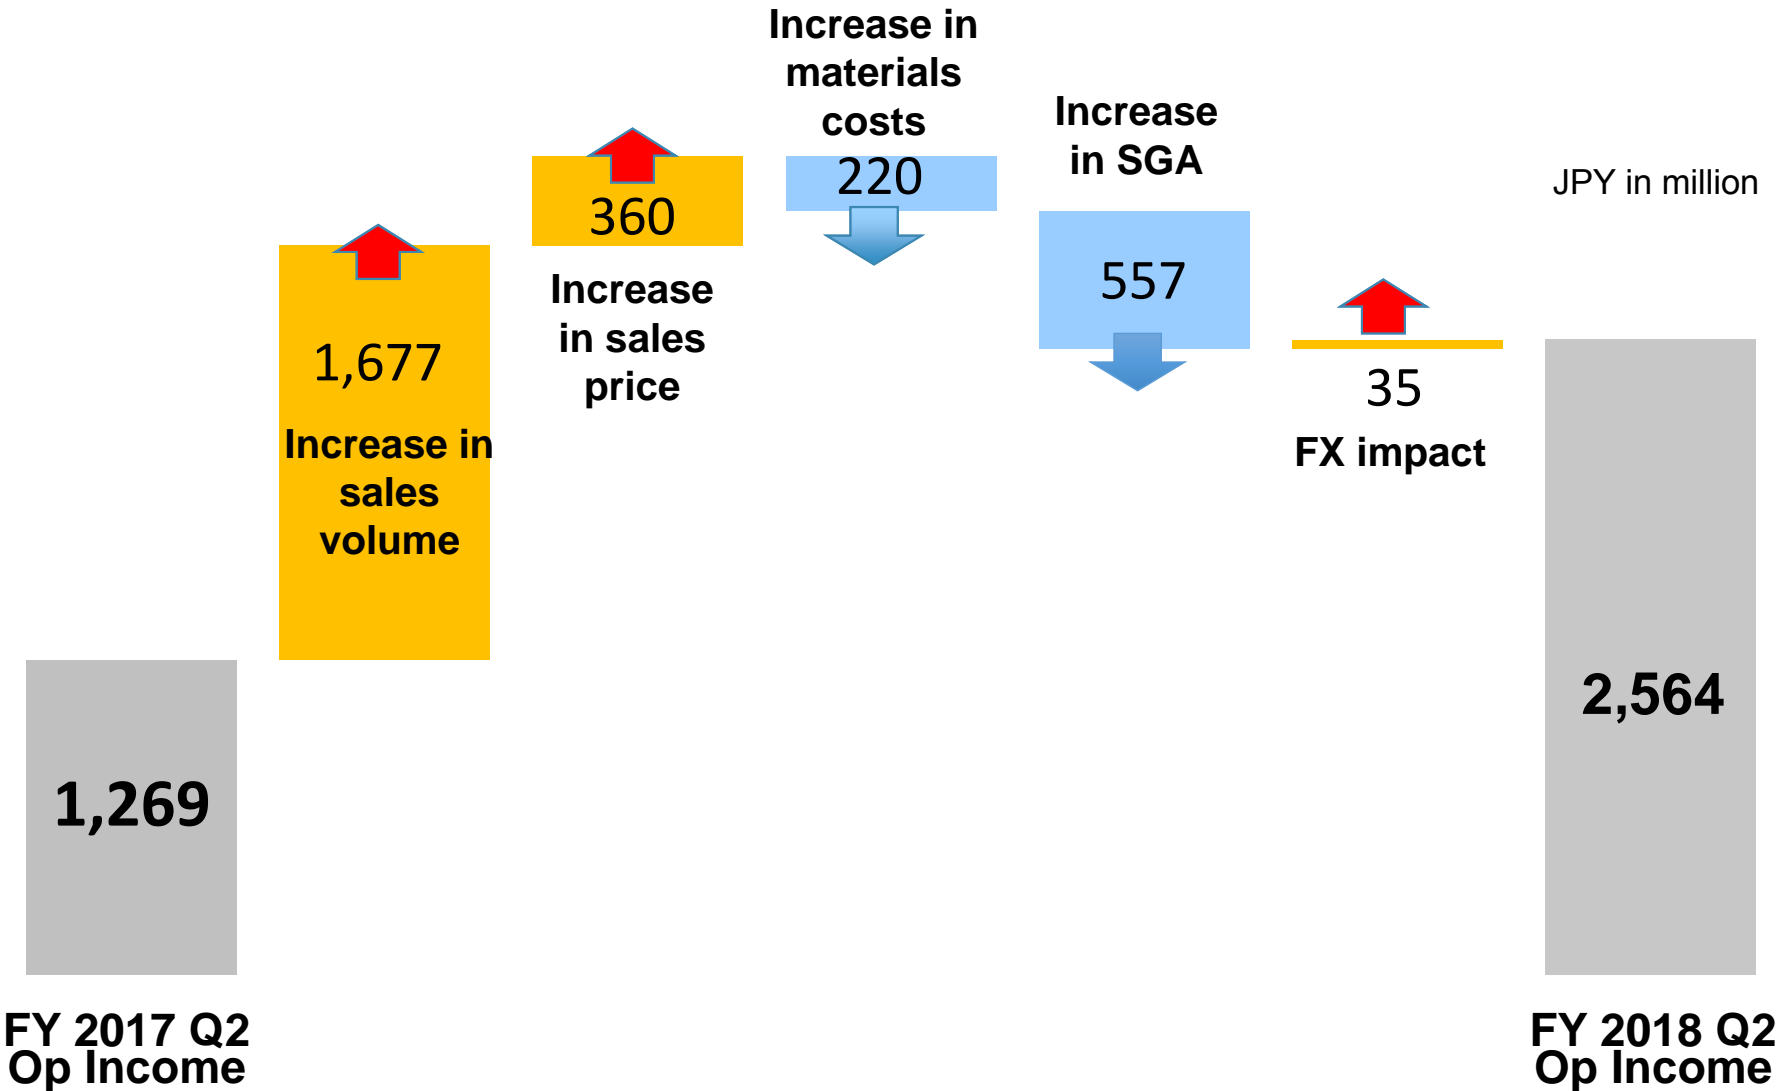 Increase in
materials
costs
220
Increase
in SGA
557
JPY in million
360
Increase
in sales
price
1,677
Increase in
sales
volume
35
FX impact
1,269
2,564
FY 2017 Q2
Op Income
FY 2018 Q2
Op Income